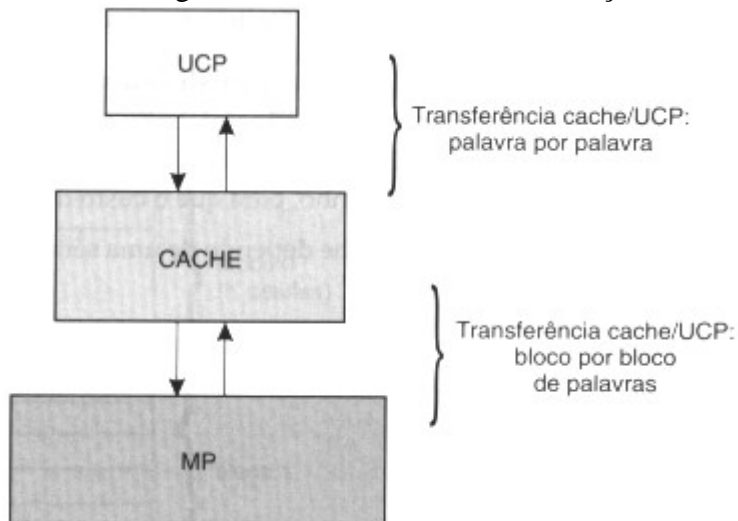 UCP
Transferência cache/UCP:
palavra por palavra
CACHE
Transferência cache/UCP:
bloco por bloco
de palavras
MP